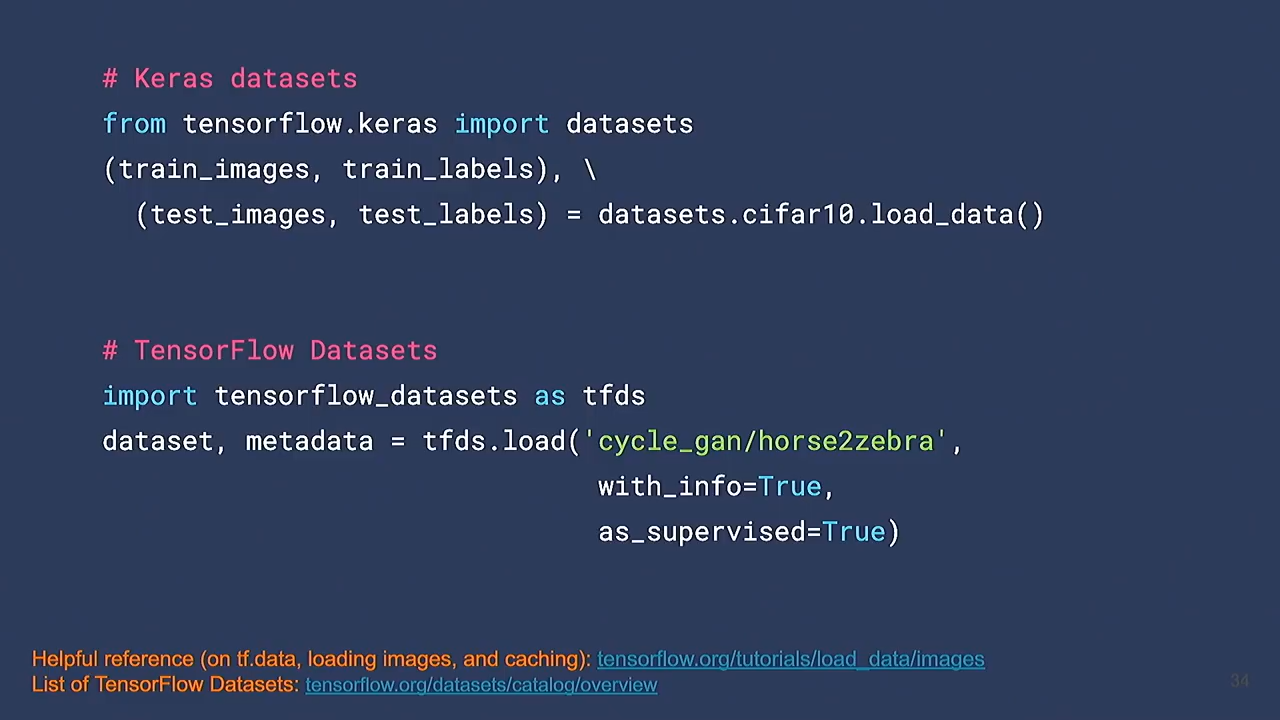 # Keras datasets
from tensorflow.keras import datasets
(train_images, train_labels), \
(test_images, test_labels) = datasets.cifar10.load_data()
# TensorFlow Datasets
import tensorflow_datasets as tfds
dataset, metadata = tfds.load('cycle_gan/horse2zebra',
with_info=True,
as_supervised=True)
Helpful reference (on tf.data, loading images, and caching): tensorflow.org/tutorials/load_data/images
List of TensorFlow Datasets: tensorflow.org/datasets/catalog/overview
34